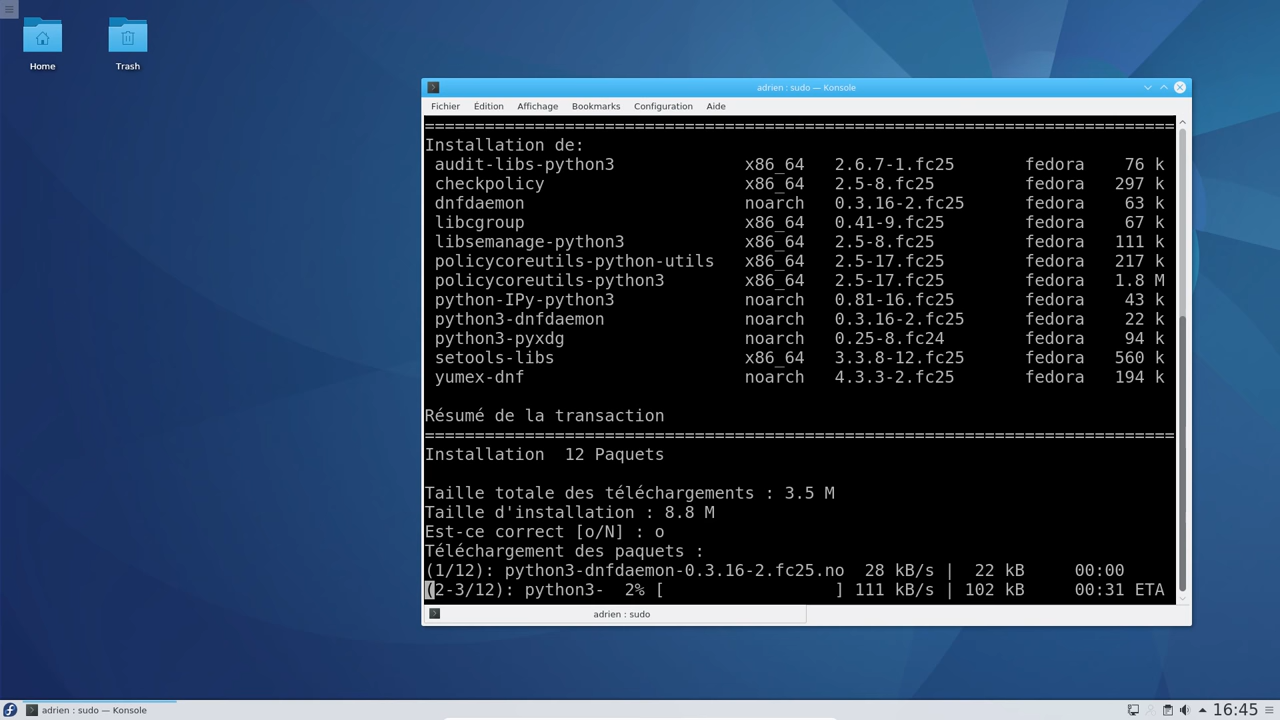 Home
Trash
adrien : sudo — Konsole
Fichier Édition Affichage Bookmarks Configuration Aide
================================================================================
Installation de:
audit-libs-python3 x86_64 2.6.7-1.fc25 fedora 76 k
checkpolicy x86_64 2.5-8.fc25 fedora 297 k
dnfdaemon noarch 0.3.16-2.fc25 fedora 63 k
libcgroup x86_64 0.41-9.fc25 fedora 67 k
libsemanage-python3 x86_64 2.5-8.fc25 fedora 111 k
policycoreutils-python-utils x86_64 2.5-17.fc25 fedora 217 k
policycoreutils-python3 x86_64 2.5-17.fc25 fedora 1.8 M
python-IPy-python3 noarch 0.81-16.fc25 fedora 43 k
python3-dnfdaemon noarch 0.3.16-2.fc25 fedora 22 k
python3-pyxdg noarch 0.25-8.fc24 fedora 94 k
setools-libs x86_64 3.3.8-12.fc25 fedora 560 k
yumex-dnf noarch 4.3.3-2.fc25 fedora 194 k
Résumé de la transaction
================================================================================
Installation 12 Paquets
Taille totale des téléchargements : 3.5 M
Taille d'installation : 8.8 M
Est-ce correct [o/N] : o
Téléchargement des paquets :
(1/12): python3-dnfdaemon-0.3.16-2.fc25.no 28 kB/s | 22 kB 00:00
(2-3/12): python3- 2% [ ] 111 kB/s | 102 kB 00:31 ETA
adrien : sudo
adrien : sudo — Konsole
16:45